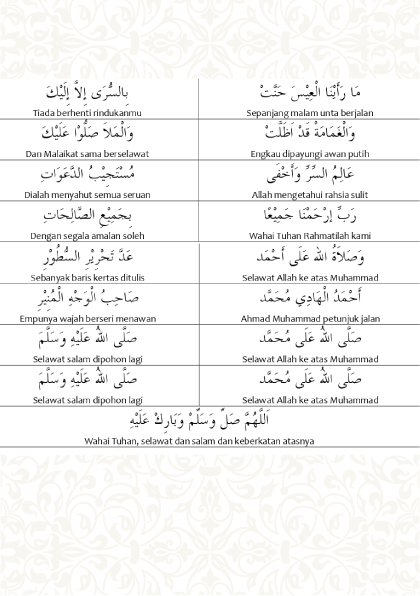 مَا رَأَيْنَا الْعِيْسَ حَنَّتْ
بِالسُّرَى إِلاَّ إِلَيْكَ
Sepanjang malam unta berjalan
Tiada berhenti rindukanmu
وَالْغَمَامَةْ قَدْ اَظَلَّتْ
وَالْمَلاَ صَلُّوْا عَلَيْكَ
Engkau dipayungi awan putih
Dan Malaikat sama berselawat
عَالِمُ السِّرِّ وَأَخْفَى
مُسْتَجِيْبُ الدَّعَوَاتِ
Allah mengetahui rahsia sulit
Dialah menyahut semua seruan
رَبِّ إرْحَمْنَا جَمِيْعًا
بِجَمِيْعِ الصَّالِحَاتِ
Wahai Tuhan Rahmatilah kami
Dengan segala amalan soleh
وَصَلاَةُ الله عَلَى أَحْمَد
عَدَّ تَحْرِيْرِ السُّطُوْرِ
Selawat Allah ke atas Muhammad
Sebanyak baris kertas ditulis
أَحْمَدُ الْهَادِي مُحَمَّد
صَاحِبُ الْوَجْهِ الْمُنِيْرِ
Ahmad Muhammad petunjuk jalan
Empunya wajah berseri menawan
صَلَّى اللهُ عَلَى مُحَمَّد
صَلَّى اللهُ عَلَيْهِ وَسَلَّمَ
Selawat Allah ke atas Muhammad
Selawat salam dipohon lagi
صَلَّى اللهُ عَلَى مُحَمَّد
صَلَّى اللهُ عَلَيْهِ وَسَلَّمَ
Selawat Allah ke atas Muhammad
Selawat salam dipohon lagi
اَللَّهُمَّ صَلِّ وَسَلِّمْ وَبَارِكْ عَلَيْهِ
Wahai Tuhan, selawat dan salam dan keberkatan atasnya